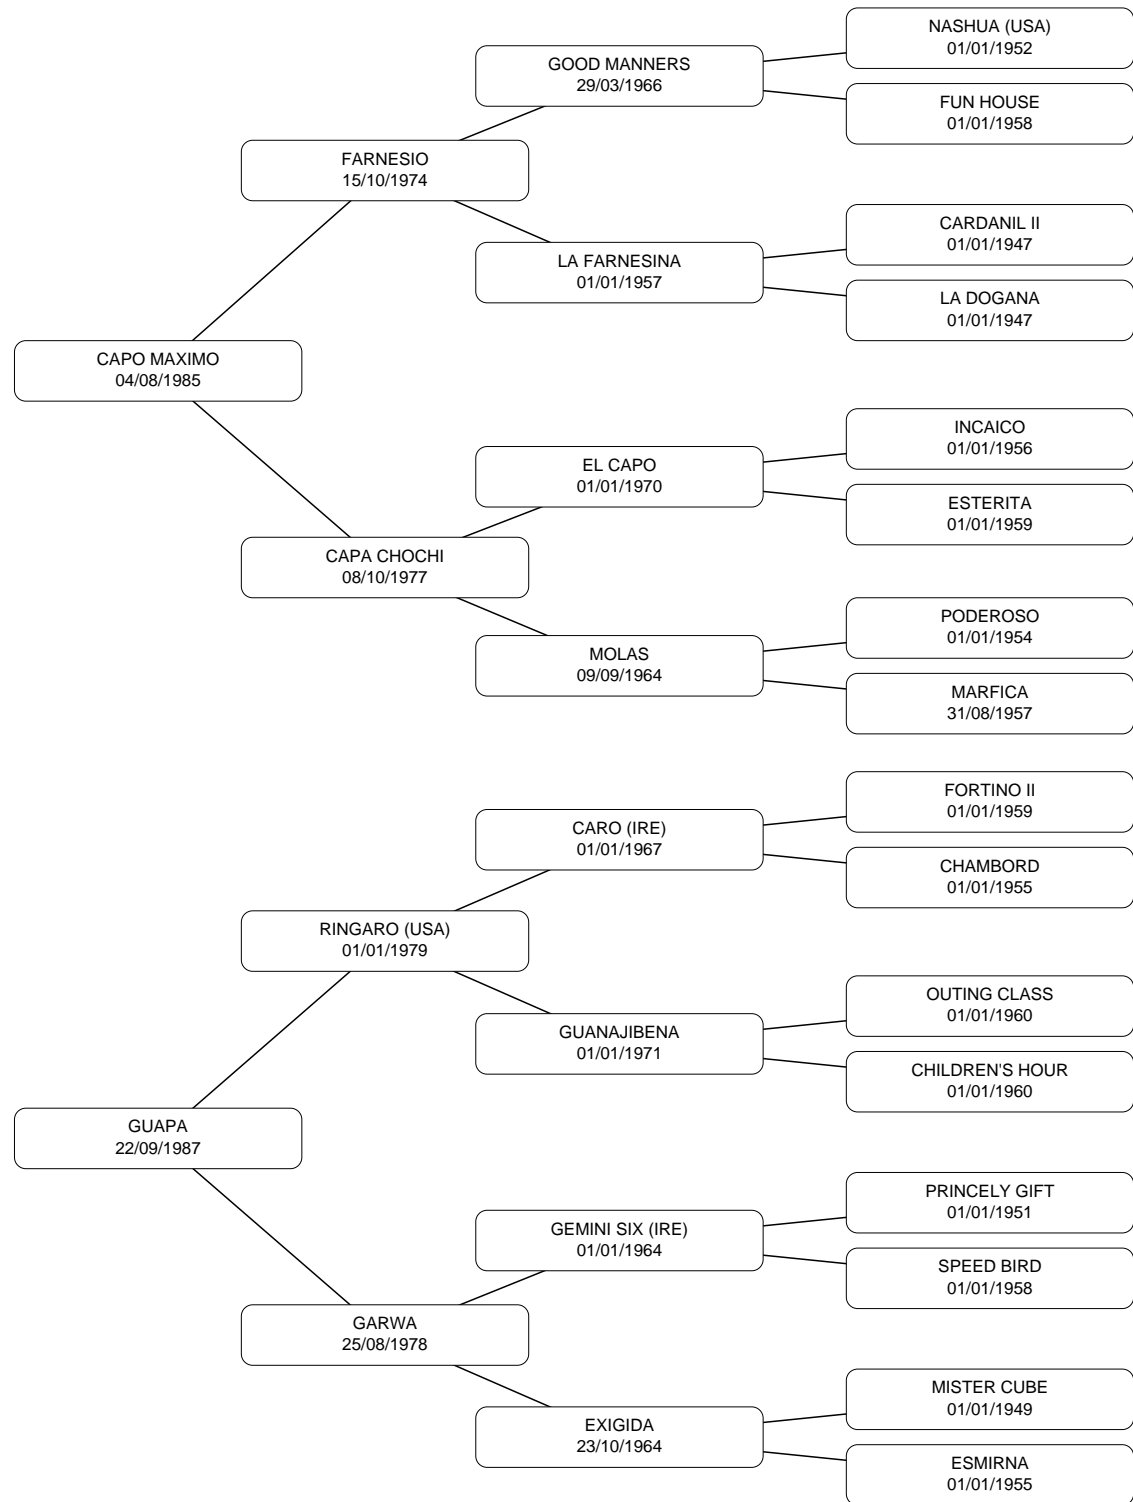 NASHUA (USA)
01/01/1952
GOOD MANNERS
29/03/1966
FUN HOUSE
01/01/1958
FARNESIO
15/10/1974
CARDANIL II
01/01/1947
LA FARNESINA
01/01/1957
LA DOGANA
01/01/1947
CAPO MAXIMO
04/08/1985
INCAICO
01/01/1956
EL CAPO
01/01/1970
ESTERITA
01/01/1959
CAPA CHOCHI
08/10/1977
PODEROSO
01/01/1954
MOLAS
09/09/1964
MARFICA
31/08/1957
FORTINO II
01/01/1959
CARO (IRE)
01/01/1967
CHAMBORD
01/01/1955
RINGARO (USA)
01/01/1979
OUTING CLASS
01/01/1960
GUANAJIBENA
01/01/1971
CHILDREN'S HOUR
01/01/1960
GUAPA
22/09/1987
PRINCELY GIFT
01/01/1951
GEMINI SIX (IRE)
01/01/1964
SPEED BIRD
01/01/1958
GARWA
25/08/1978
MISTER CUBE
01/01/1949
EXIGIDA
23/10/1964
ESMIRNA
01/01/1955